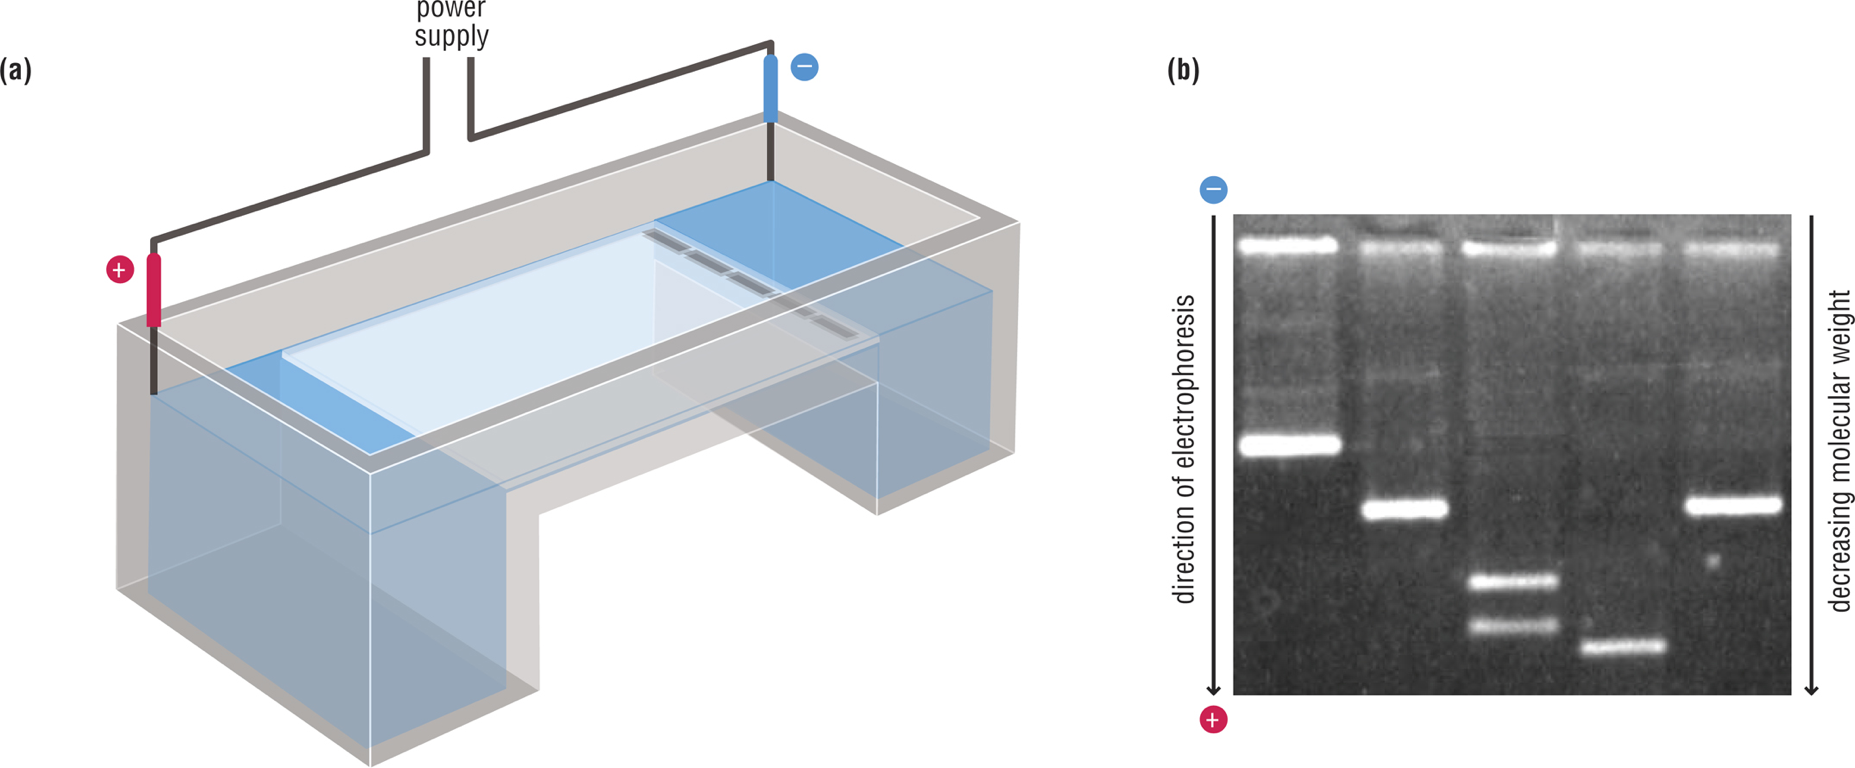 power
supply
(a)
−
+
(b)
−
direction of electrophoresis
decreasing molecular weight
+